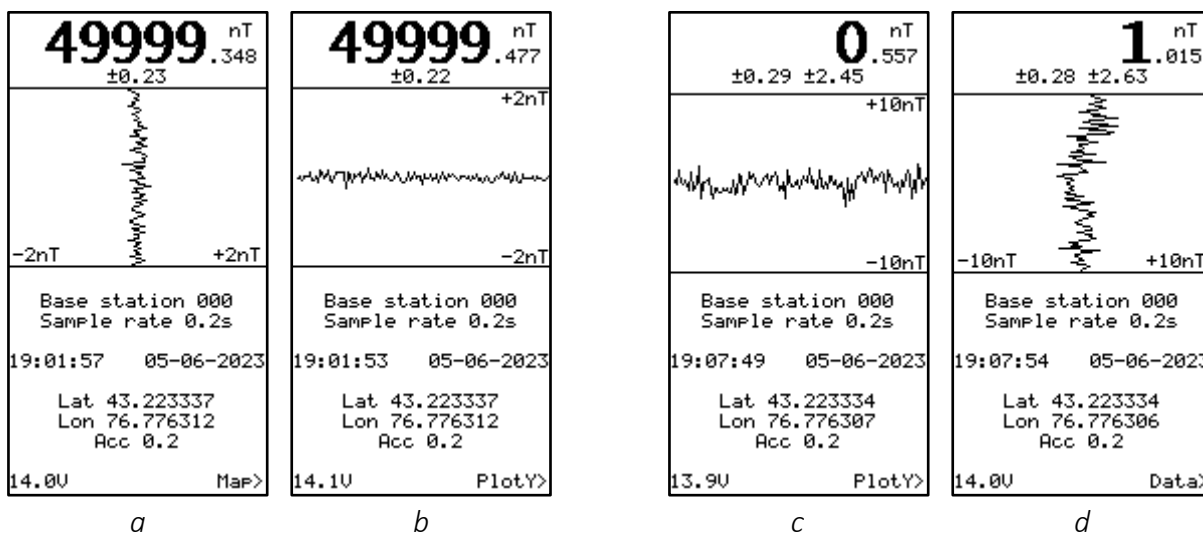 49999.348 nT
±0.23
-2nT +2nT
Base station 000
Sample rate 0.2s
19:01:57 05-06-2023
Lat 43.223337
Lon 76.776312
Acc 0.2
14.0V Map>
a
49999.477 nT
±0.22
+2nT
-2nT
Base station 000
Sample rate 0.2s
19:01:53 05-06-2023
Lat 43.223337
Lon 76.776312
Acc 0.2
14.1V PlotY>
b
0.557 nT
±0.29 ±2.45
+10nT
-10nT
Base station 000
Sample rate 0.2s
19:07:49 05-06-2023
Lat 43.223334
Lon 76.776307
Acc 0.2
13.9V PlotY>
c
1.015 nT
±0.28 ±2.63
-10nT +10nT
Base station 000
Sample rate 0.2s
19:07:54 05-06-2023
Lat 43.223334
Lon 76.776306
Acc 0.2
14.0V Data>
d